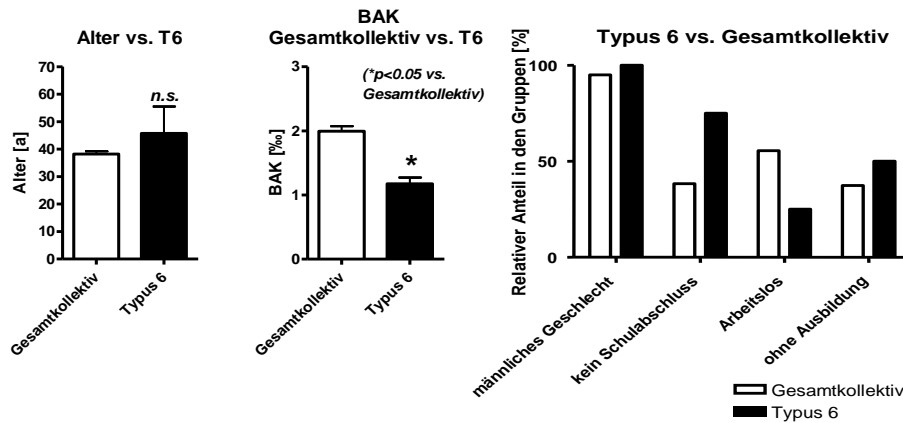 Alter vs. T6
Alter [a]
70
60
50
40
30
20
10
0
n.s.
Gesamtkollektiv
Typus 6
BAK
Gesamtkollektiv vs. T6
BAK [‰]
3
2
1
0
(*p<0.05 vs.
Gesamtkollektiv)
*
Gesamtkollektiv
Typus 6
Typus 6 vs. Gesamtkollektiv
Relativer Anteil in den Gruppen [%]
100
50
0
männliches Geschlecht
kein Schulabschluss
Arbeitslos
ohne Ausbildung
Gesamtkollektiv
Typus 6